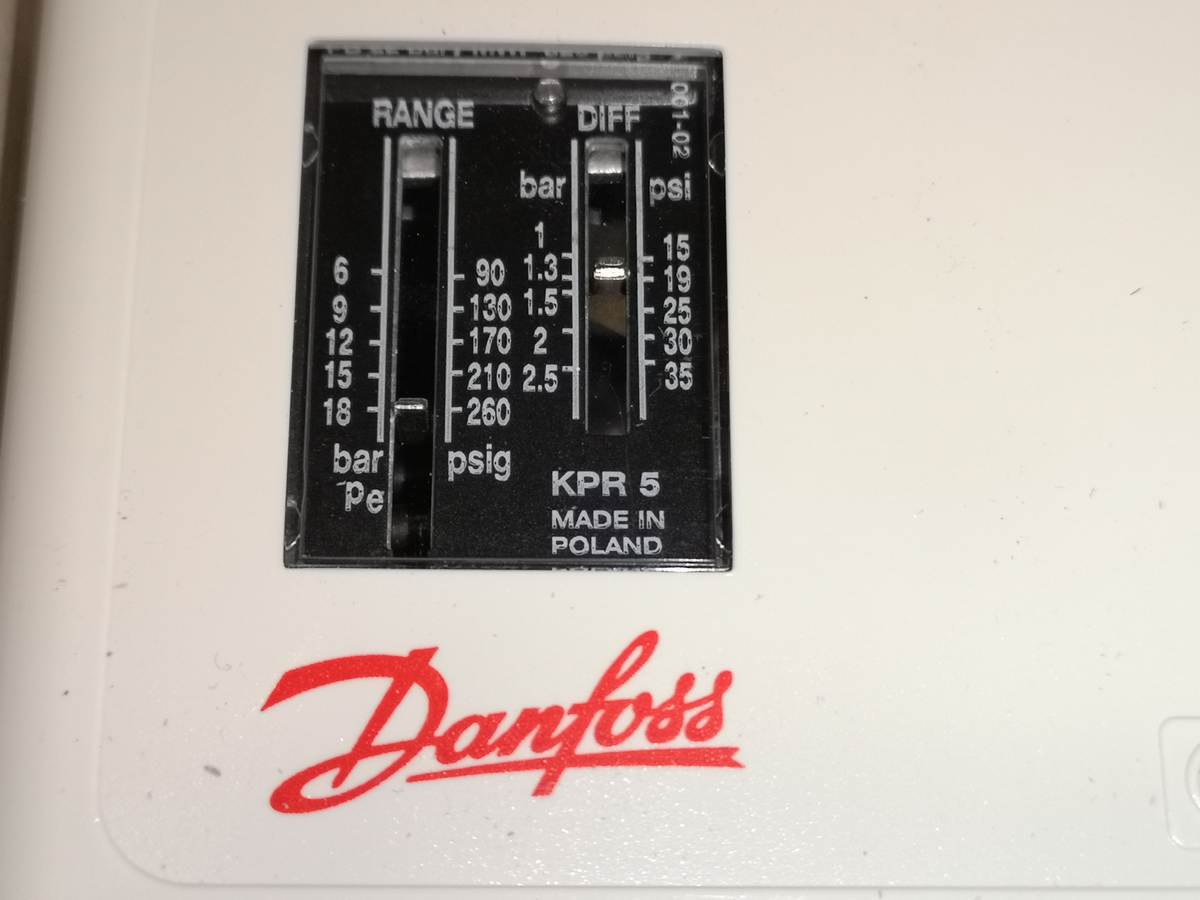 RANGE
6
9
12
15
18
bar
pe
90
130
170
210
260
psig
DIFF
bar
1
1.3
1.5
2
2.5
psi
15
19
25
30
35
001-02
KPR 5
MADE IN
POLAND
Danfoss